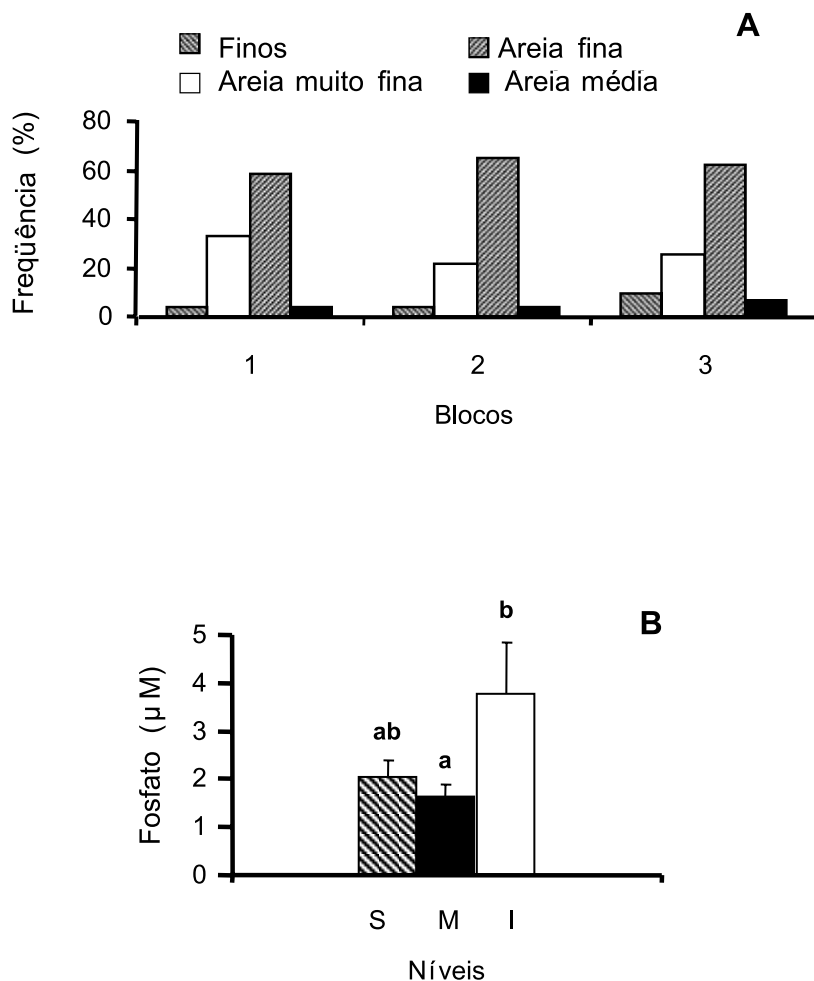 A
Finos
Areia fina
Areia muito fina
Areia média
Freqüência (%)
80
60
40
20
0
1 2 3
Blocos
B
Fosfato (µM)
5
4
3
2
1
0
ab a b
S M I
Níveis